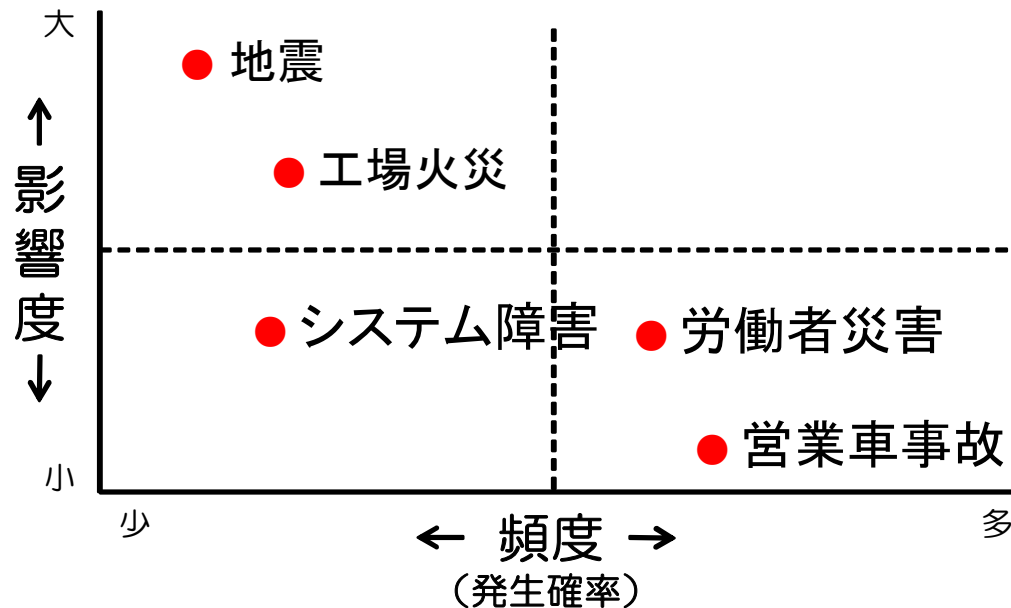 大
地震
工場火災
↑
影響度
↓
システム障害
労働者災害
営業車事故
小
少
← 頻度 →
多
（発生確率）